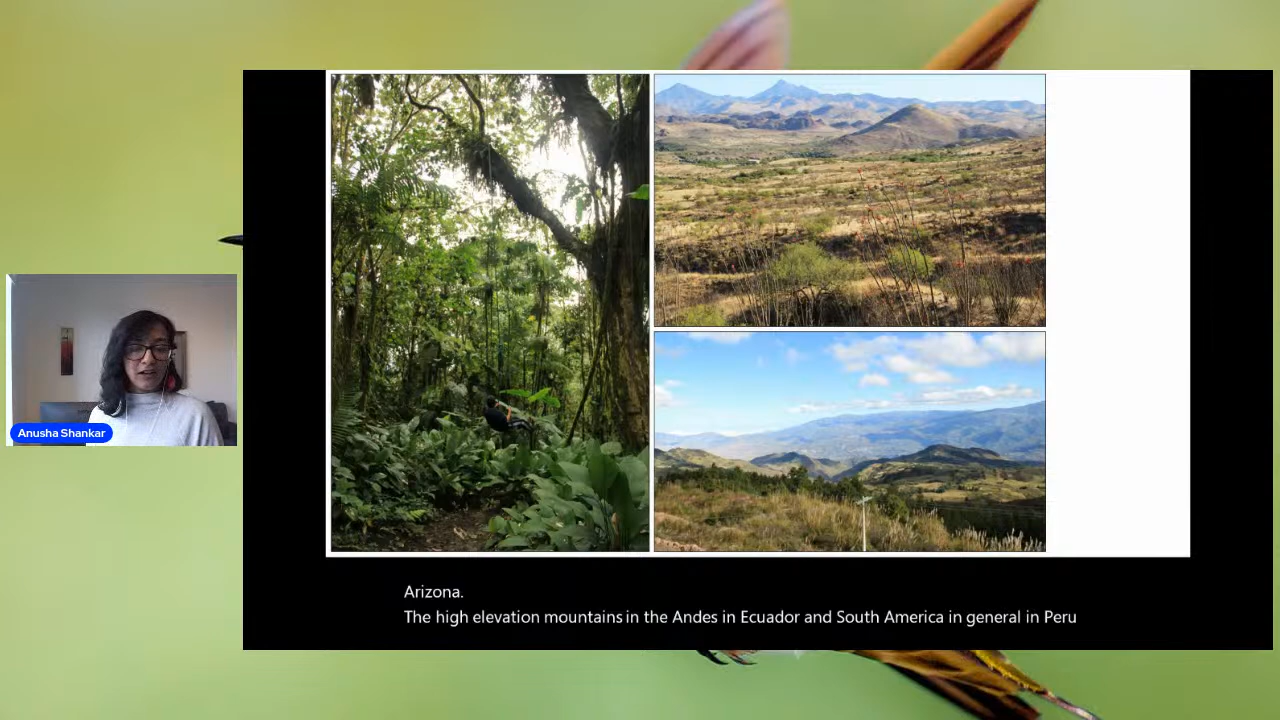 Anusha Shankar
Arizona.
The high elevation mountains in the Andes in Ecuador and South America in general in Peru